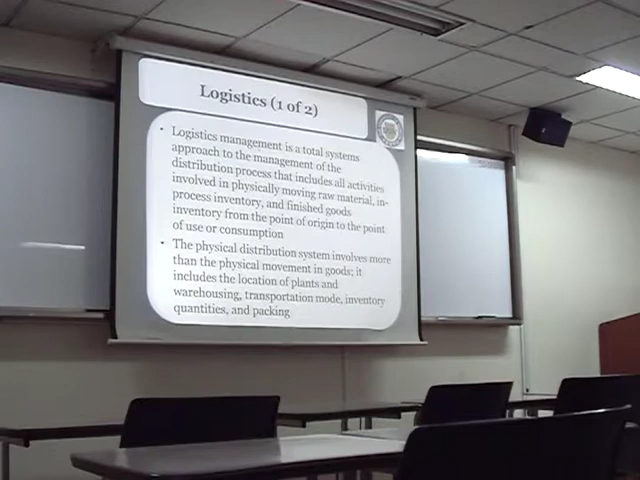 Logistics (1 of 2)
• Logistics management is a total systems
approach to the management of the
distribution process that includes all activities
involved in physically moving raw material, in-
process inventory, and finished goods
inventory from the point of origin to the point
of use or consumption
• The physical distribution system involves more
than the physical movement in goods; it
includes the location of plants and
warehousing, transportation mode, inventory
quantities, and packing